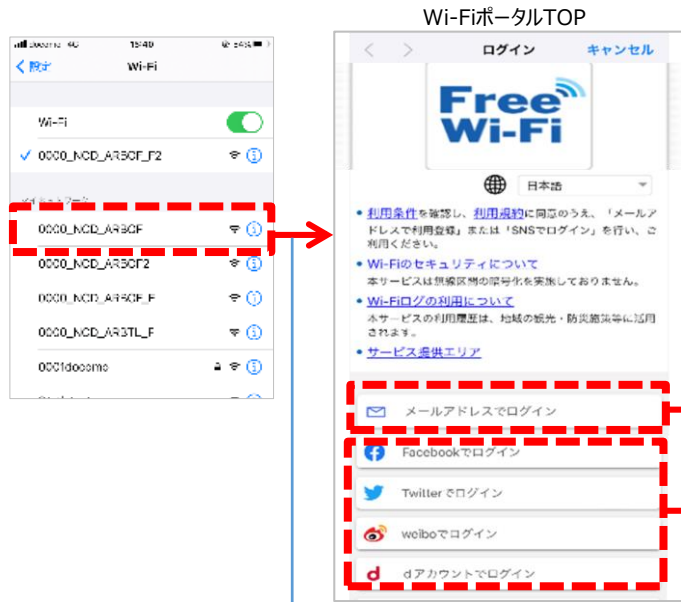 Wi-FiポータルTOP
docomo 4G 15:40
設定 Wi-Fi
Wi-Fi
0000_NCD_ARBCF_F2
マイネットワーク
0000_NCD_ARBCF
0000_NCD_ARBCF2
0000_NCD_ARBCF_F
0000_NCD_ARBTL_F
0001docomo
ログイン キャンセル
Free
Wi-Fi
日本語
• 利用条件を確認し、利用規約に同意のうえ、「メールア
ドレスで利用登録」または「SNSでログイン」を行い、ご
利用ください。
• Wi-Fiのセキュリティについて
本サービスは無線区間の暗号化を実施しておりません。
• Wi-Fiログの利用について
本サービスの利用履歴は、地域の観光・防災施策等に活用
されます。
• サービス提供エリア
メールアドレスでログイン
Facebookでログイン
Twitterでログイン
weiboでログイン
dアカウントでログイン